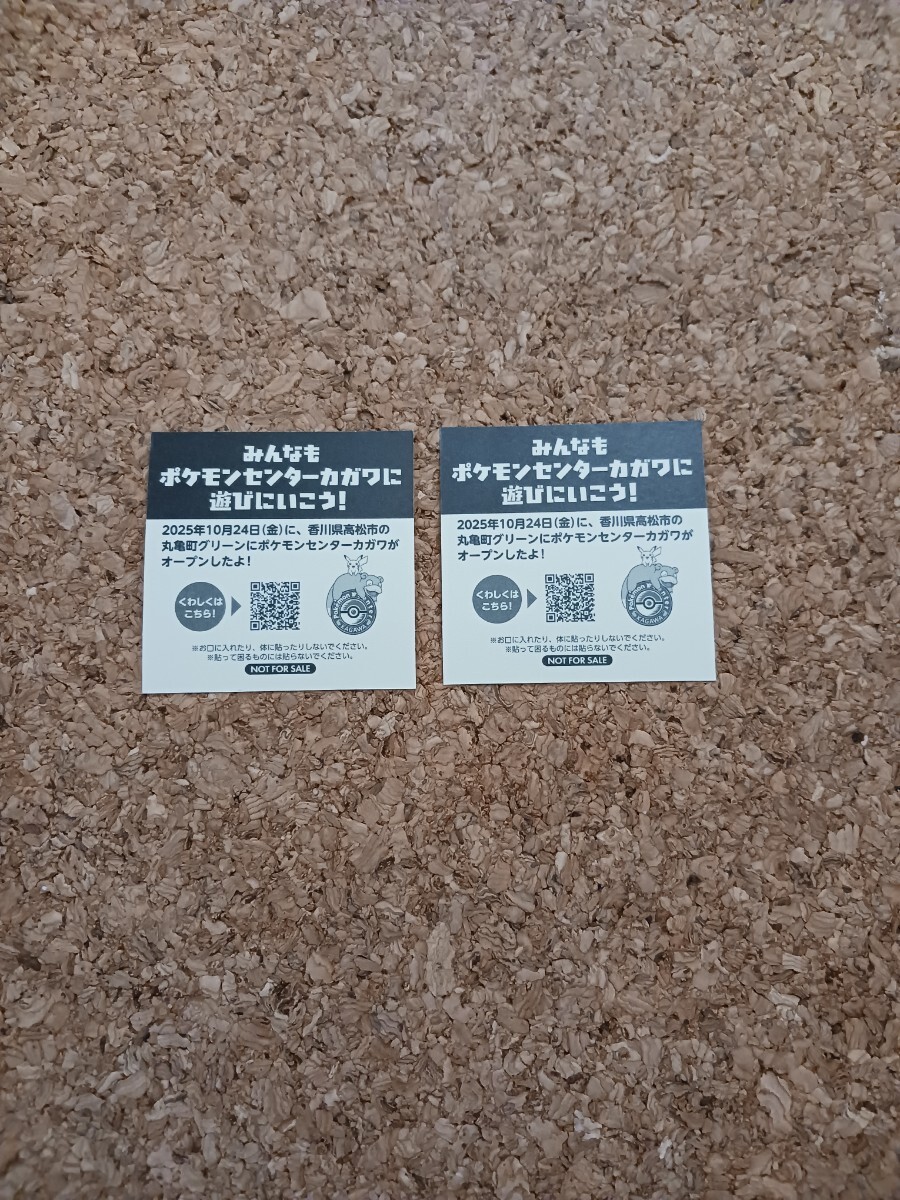 みんなも
ポケモンセンターカガワに
遊びにいこう!
2025年10月24日(金)に、香川県高松市の
丸亀町グリーンにポケモンセンターカガワが
オープンしたよ!
くわしくは
こちら!
Pokémon Center
KAGAWA
※お口に入れたり、体に貼ったりしないでください。
※貼って困るものには貼らないでください。
NOT FOR SALE
みんなも
ポケモンセンターカガワに
遊びにいこう!
2025年10月24日(金)に、香川県高松市の
丸亀町グリーンにポケモンセンターカガワが
オープンしたよ!
くわしくは
こちら!
Pokémon Center
KAGAWA
※お口に入れたり、体に貼ったりしないでください。
※貼って困るものには貼らないでください。
NOT FOR SALE